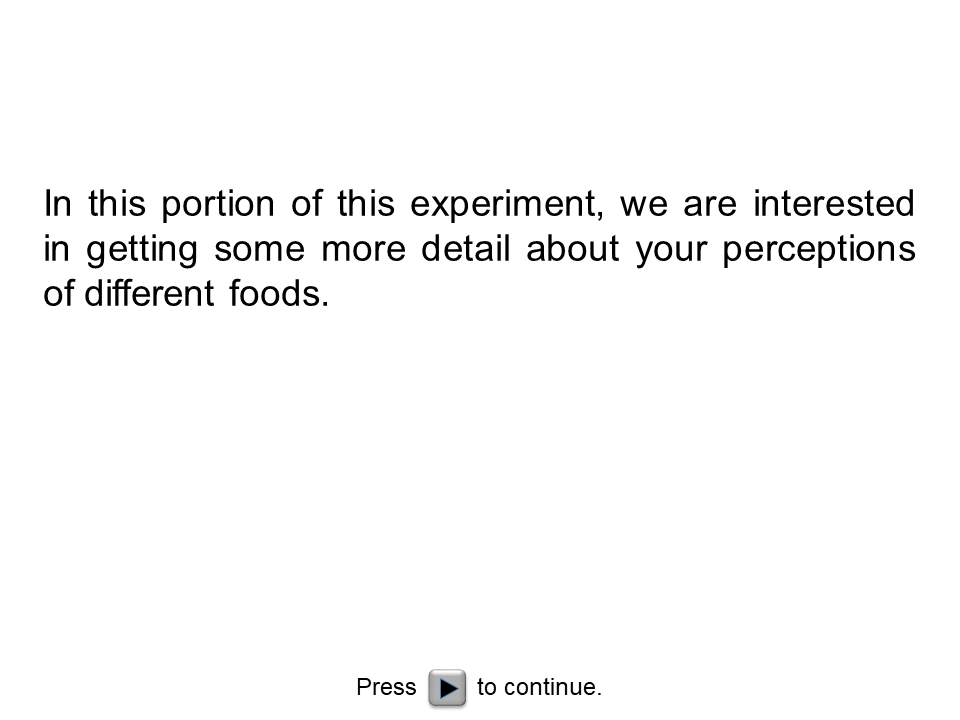 In this portion of this experiment, we are interested
in getting some more detail about your perceptions
of different foods.
Press to continue.